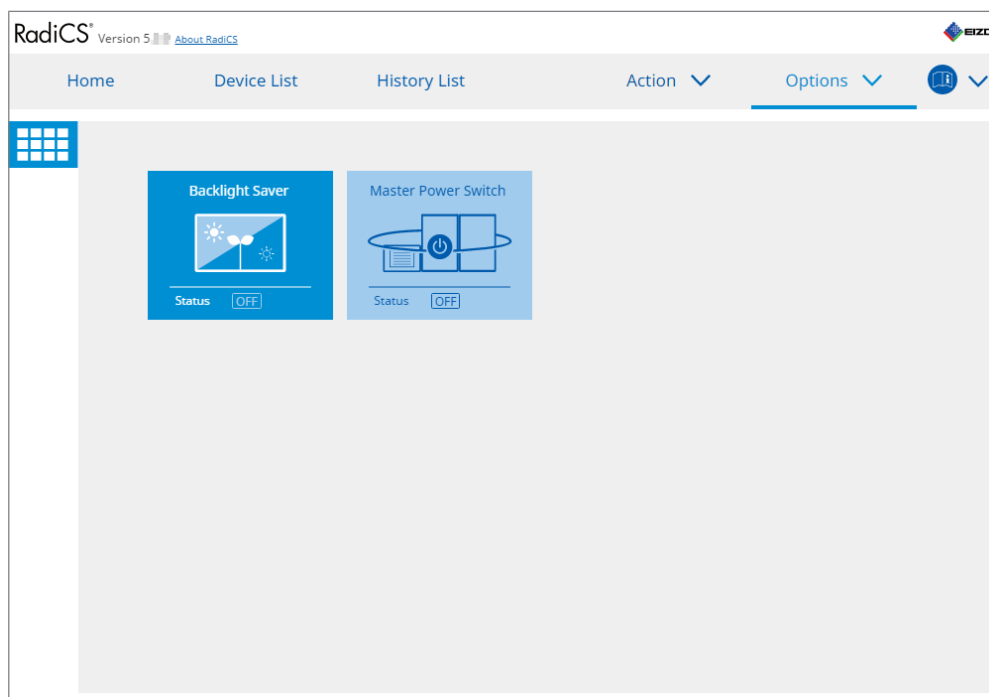 RadiCS® Version 5. About RadiCS
EIZO
Home Device List History List Action Options
Backlight Saver
Status OFF
Master Power Switch
Status OFF